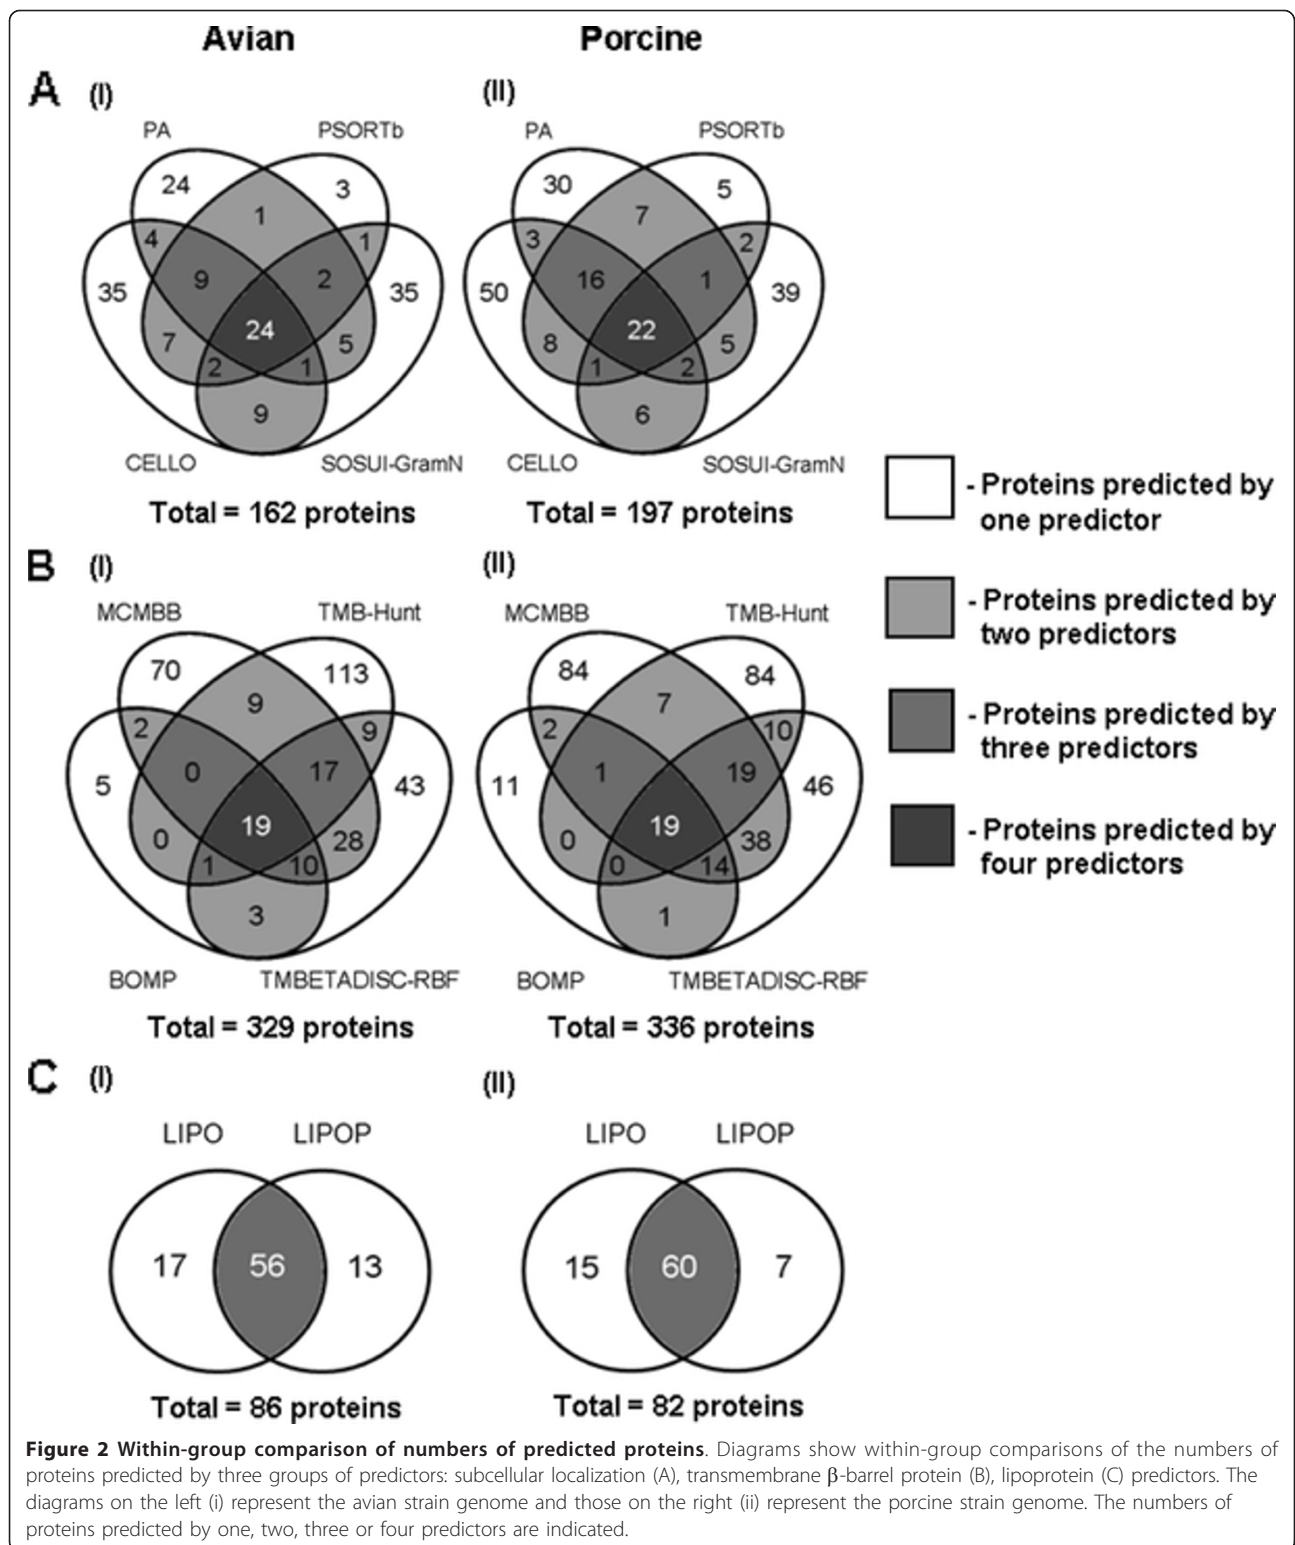 Avian Porcine
A (I) (II)
PA PSORTb PA PSORTb
24 3 30 5
1 7
4 1 3 2
9 2 16 1
35 35 50 39
24 22
7 5 8 5
2 1 1 2
9 6
CELLO SOSUI-GramN CELLO SOSUI-GramN
Total = 162 proteins Total = 197 proteins
- Proteins predicted by
one predictor
- Proteins predicted by
two predictors
- Proteins predicted by
three predictors
- Proteins predicted by
four predictors
B (I) (II)
MCMBB TMB-Hunt MCMBB TMB-Hunt
70 113 84 84
9 7
2 9 2 10
0 17 1 19
5 43 11 46
19 19
0 28 0 38
1 10 0 14
3 1
BOMP TMBETADISC-RBF BOMP TMBETADISC-RBF
Total = 329 proteins Total = 336 proteins
C (I) (II)
LIPO LIPOP LIPO LIPOP
17 56 13 15 60 7
Total = 86 proteins Total = 82 proteins
Figure 2 Within-group comparison of numbers of predicted proteins. Diagrams show within-group comparisons of the numbers of
proteins predicted by three groups of predictors: subcellular localization (A), transmembrane β-barrel protein (B), lipoprotein (C) predictors. The
diagrams on the left (i) represent the avian strain genome and those on the right (ii) represent the porcine strain genome. The numbers of
proteins predicted by one, two, three or four predictors are indicated.